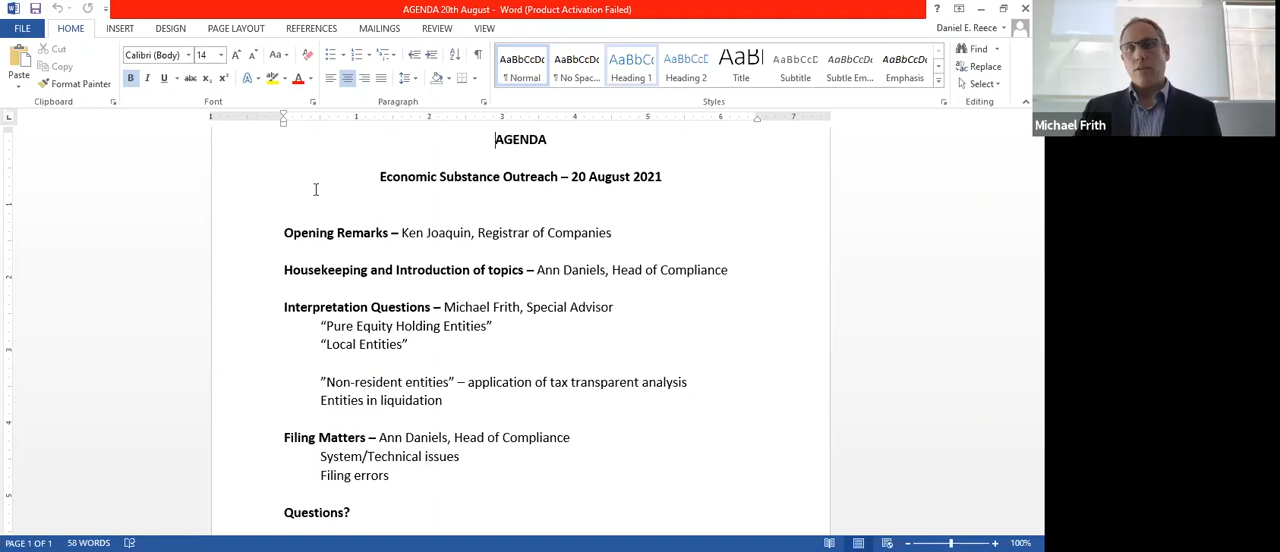 AGENDA 20th August - Word (Product Activation Failed)
FILE HOME INSERT DESIGN PAGE LAYOUT REFERENCES MAILINGS REVIEW VIEW
Daniel E. Reece
Paste
Cut
Copy
Format Painter
Clipboard
Calibri (Body) 14
Font
Paragraph
AaBbCcDc AaBbCcDc AaBbCc AaBbCcD AaBl AaBbCcD AaBbCcDc AaBbCcDc
¶ Normal ¶ No Spac... Heading 1 Heading 2 Title Subtitle Subtle Em... Emphasis
Styles
Find
Replace
Select
Editing
Michael Frith
AGENDA
Economic Substance Outreach – 20 August 2021
Opening Remarks – Ken Joaquin, Registrar of Companies
Housekeeping and Introduction of topics – Ann Daniels, Head of Compliance
Interpretation Questions – Michael Frith, Special Advisor
“Pure Equity Holding Entities”
“Local Entities”
”Non-resident entities” – application of tax transparent analysis
Entities in liquidation
Filing Matters – Ann Daniels, Head of Compliance
System/Technical issues
Filing errors
Questions?
PAGE 1 OF 1 58 WORDS 100%